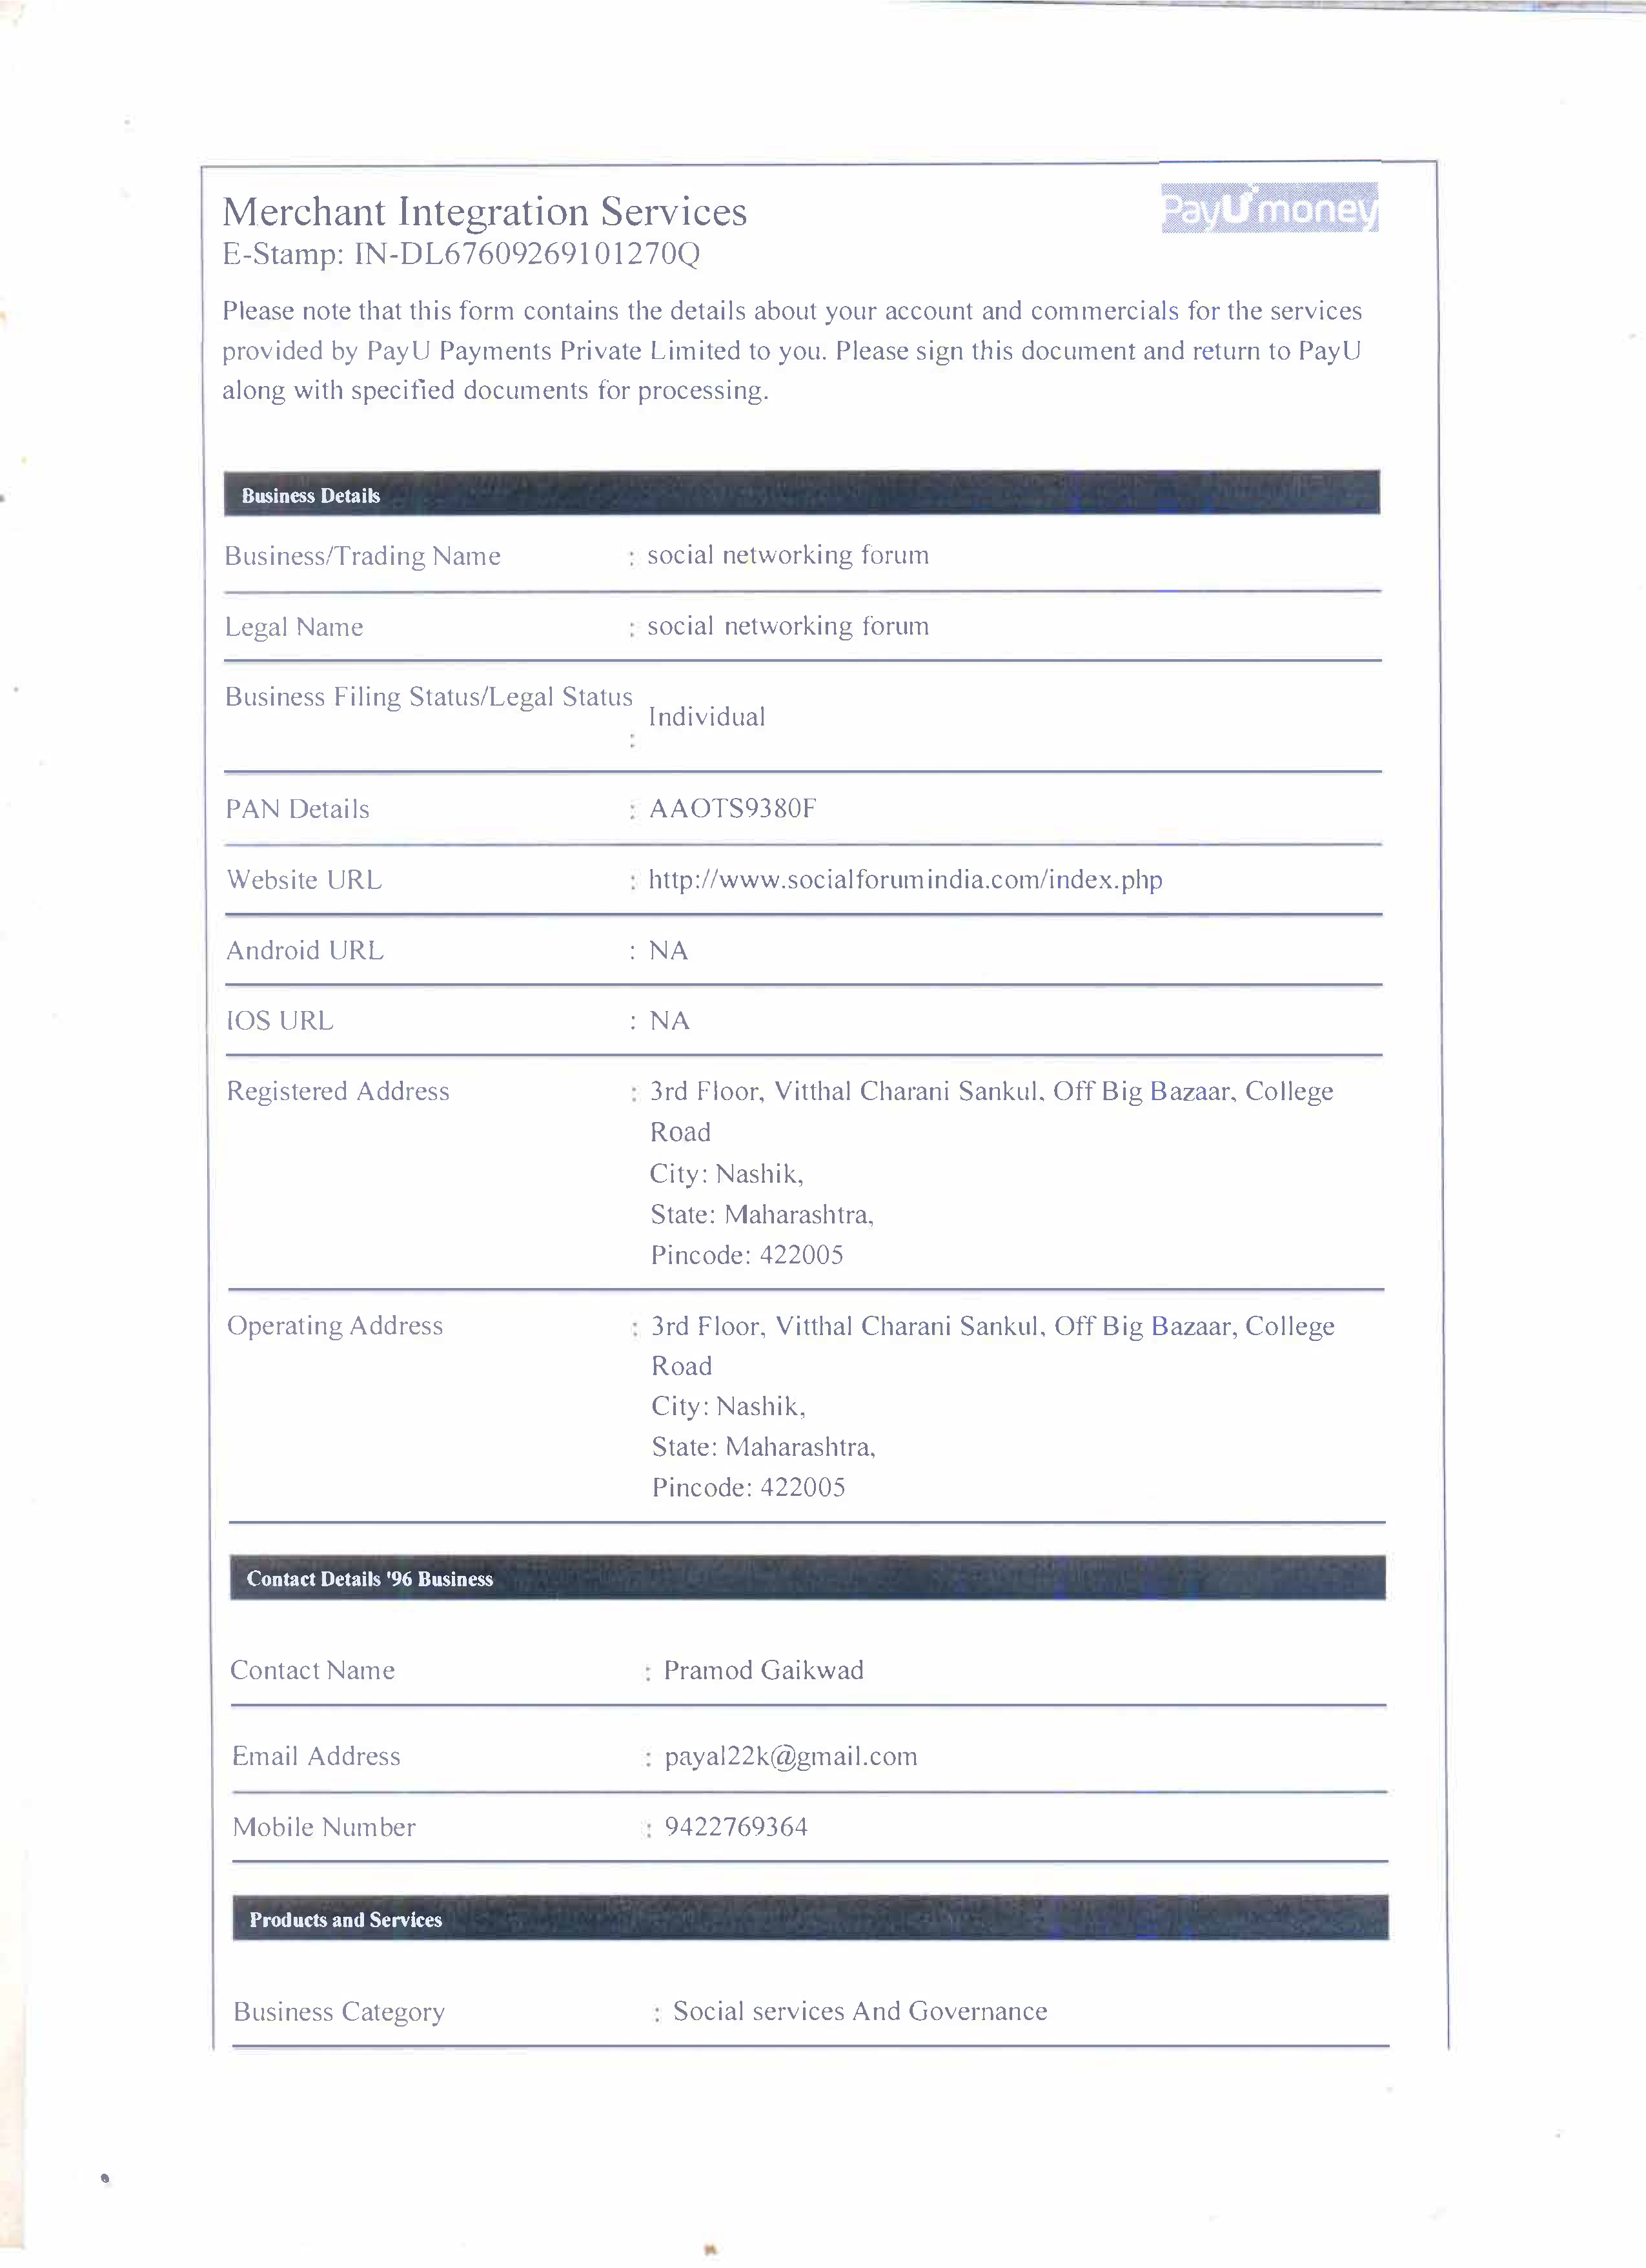 Merchant Integration Services
PayUmoney
E-Stamp: IN-DL67609269101270Q
Please note that this form contains the details about your account and commercials for the services
provided by PayU Payments Private Limited to you. Please sign this document and return to PayU
along with specified documents for processing.
Business Details
Business/Trading Name : social networking forum
Legal Name : social networking forum
Business Filing Status/Legal Status
Individual
:
PAN Details : AAOTS9380F
Website URL : http://www.socialforumindia.com/index.php
Android URL : NA
IOS URL : NA
Registered Address : 3rd Floor, Vitthal Charani Sankul, Off Big Bazaar, College
Road
City: Nashik,
State: Maharashtra,
Pincode: 422005
Operating Address : 3rd Floor, Vitthal Charani Sankul, Off Big Bazaar, College
Road
City: Nashik,
State: Maharashtra,
Pincode: 422005
Contact Details '96 Business
Contact Name : Pramod Gaikwad
Email Address : payal22k@gmail.com
Mobile Number : 9422769364
Products and Services
Business Category : Social services And Governance